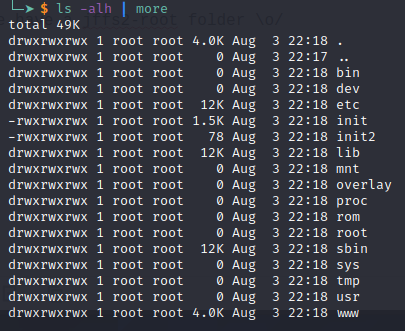 $ ls -alh | more
total 49K
drwxrwxrwx 1 root root 4.0K Aug  3 22:18 .
drwxrwxrwx 1 root root    0 Aug  3 22:17 ..
drwxrwxrwx 1 root root    0 Aug  3 22:18 bin
drwxrwxrwx 1 root root    0 Aug  3 22:18 dev
drwxrwxrwx 1 root root  12K Aug  3 22:18 etc
-rwxrwxrwx 1 root root 1.5K Aug  3 22:18 init
-rwxrwxrwx 1 root root   78 Aug  3 22:18 init2
drwxrwxrwx 1 root root  12K Aug  3 22:18 lib
drwxrwxrwx 1 root root    0 Aug  3 22:18 mnt
drwxrwxrwx 1 root root    0 Aug  3 22:18 overlay
drwxrwxrwx 1 root root    0 Aug  3 22:18 proc
drwxrwxrwx 1 root root    0 Aug  3 22:18 rom
drwxrwxrwx 1 root root    0 Aug  3 22:18 root
drwxrwxrwx 1 root root  12K Aug  3 22:18 sbin
drwxrwxrwx 1 root root    0 Aug  3 22:18 sys
drwxrwxrwx 1 root root    0 Aug  3 22:18 tmp
drwxrwxrwx 1 root root    0 Aug  3 22:18 usr
drwxrwxrwx 1 root root 4.0K Aug  3 22:18 www